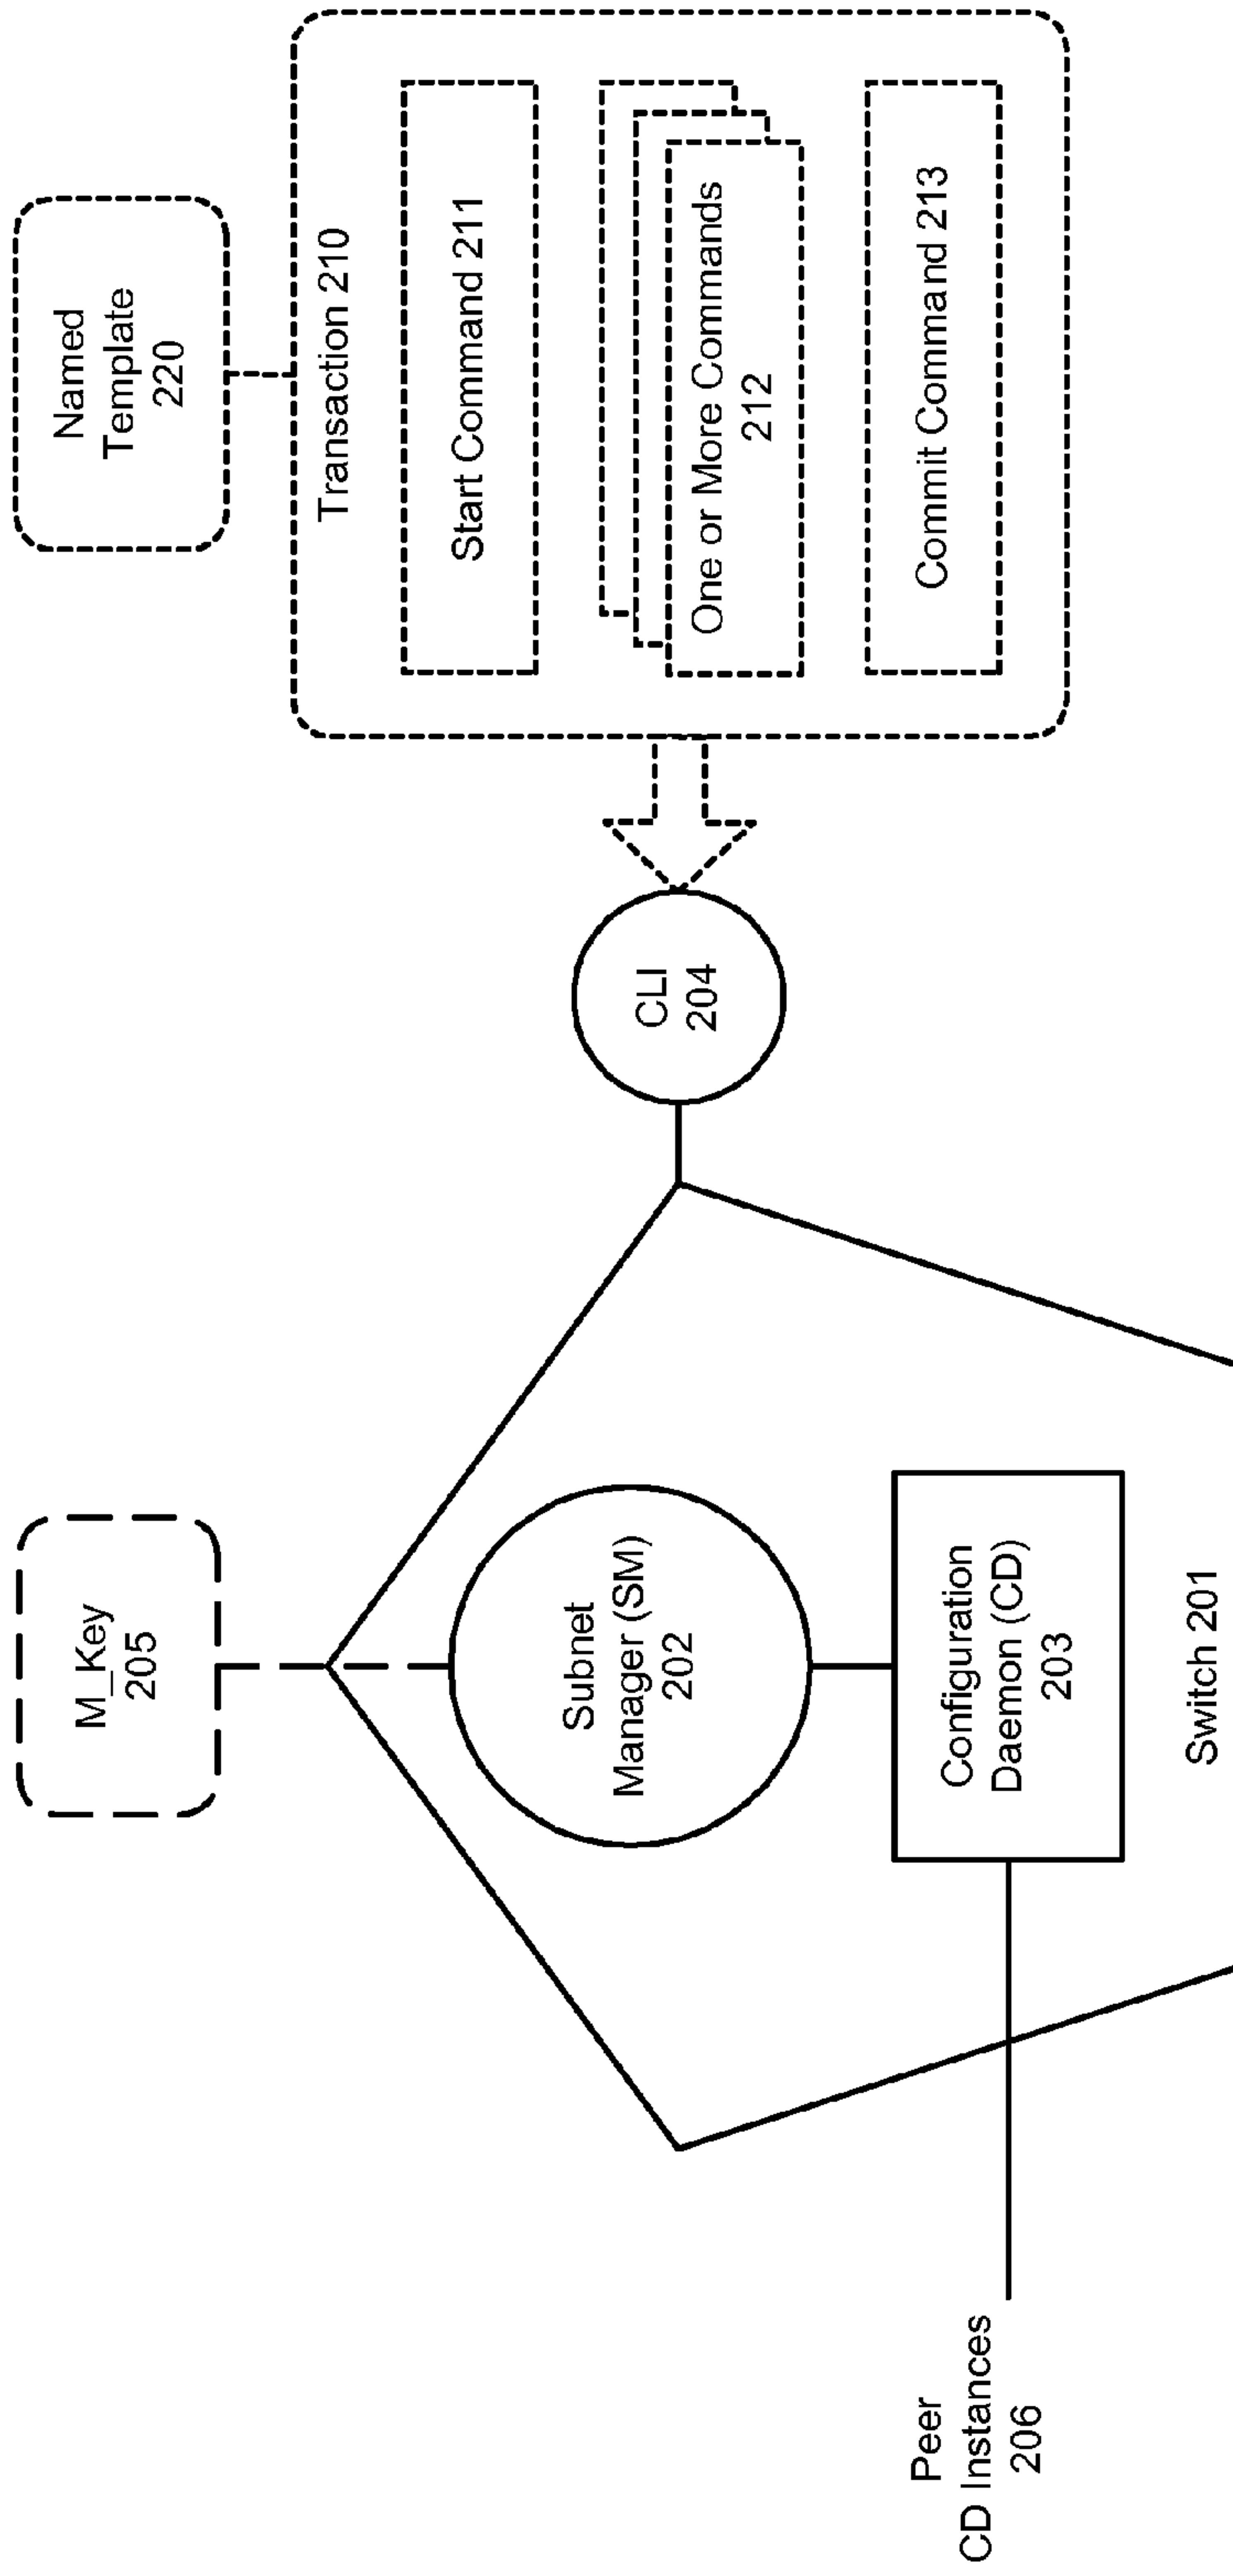 Named
Template
220
Transaction 210
Start Command 211
One or More Commands
212
Commit Command 213
CLI
204
M_Key
205
Subnet
Manager (SM)
202
Configuration
Daemon (CD)
203
Switch 201
Peer
CD Instances
206